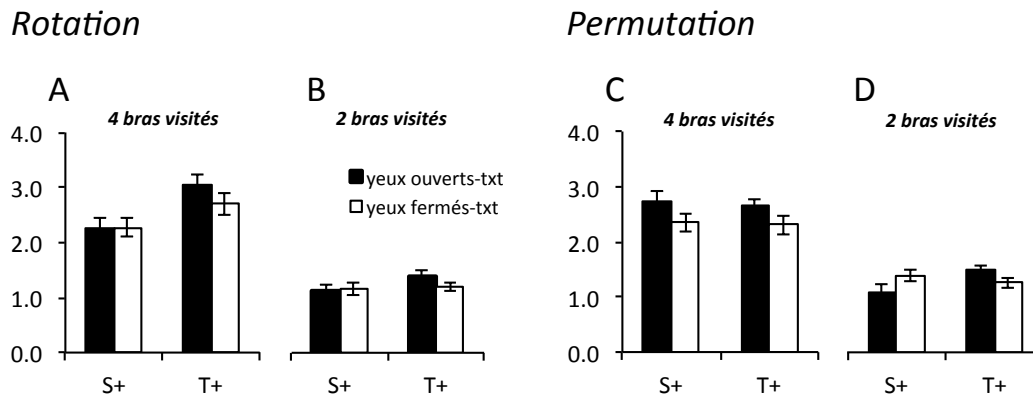 Rotation
Permutation
A
B
C
D
4 bras visités
2 bras visités
4 bras visités
2 bras visités
yeux ouverts-txt
yeux fermés-txt
4.0
3.0
2.0
1.0
0.0
4.0
3.0
2.0
1.0
0.0
S+ T+ S+ T+ S+ T+ S+ T+